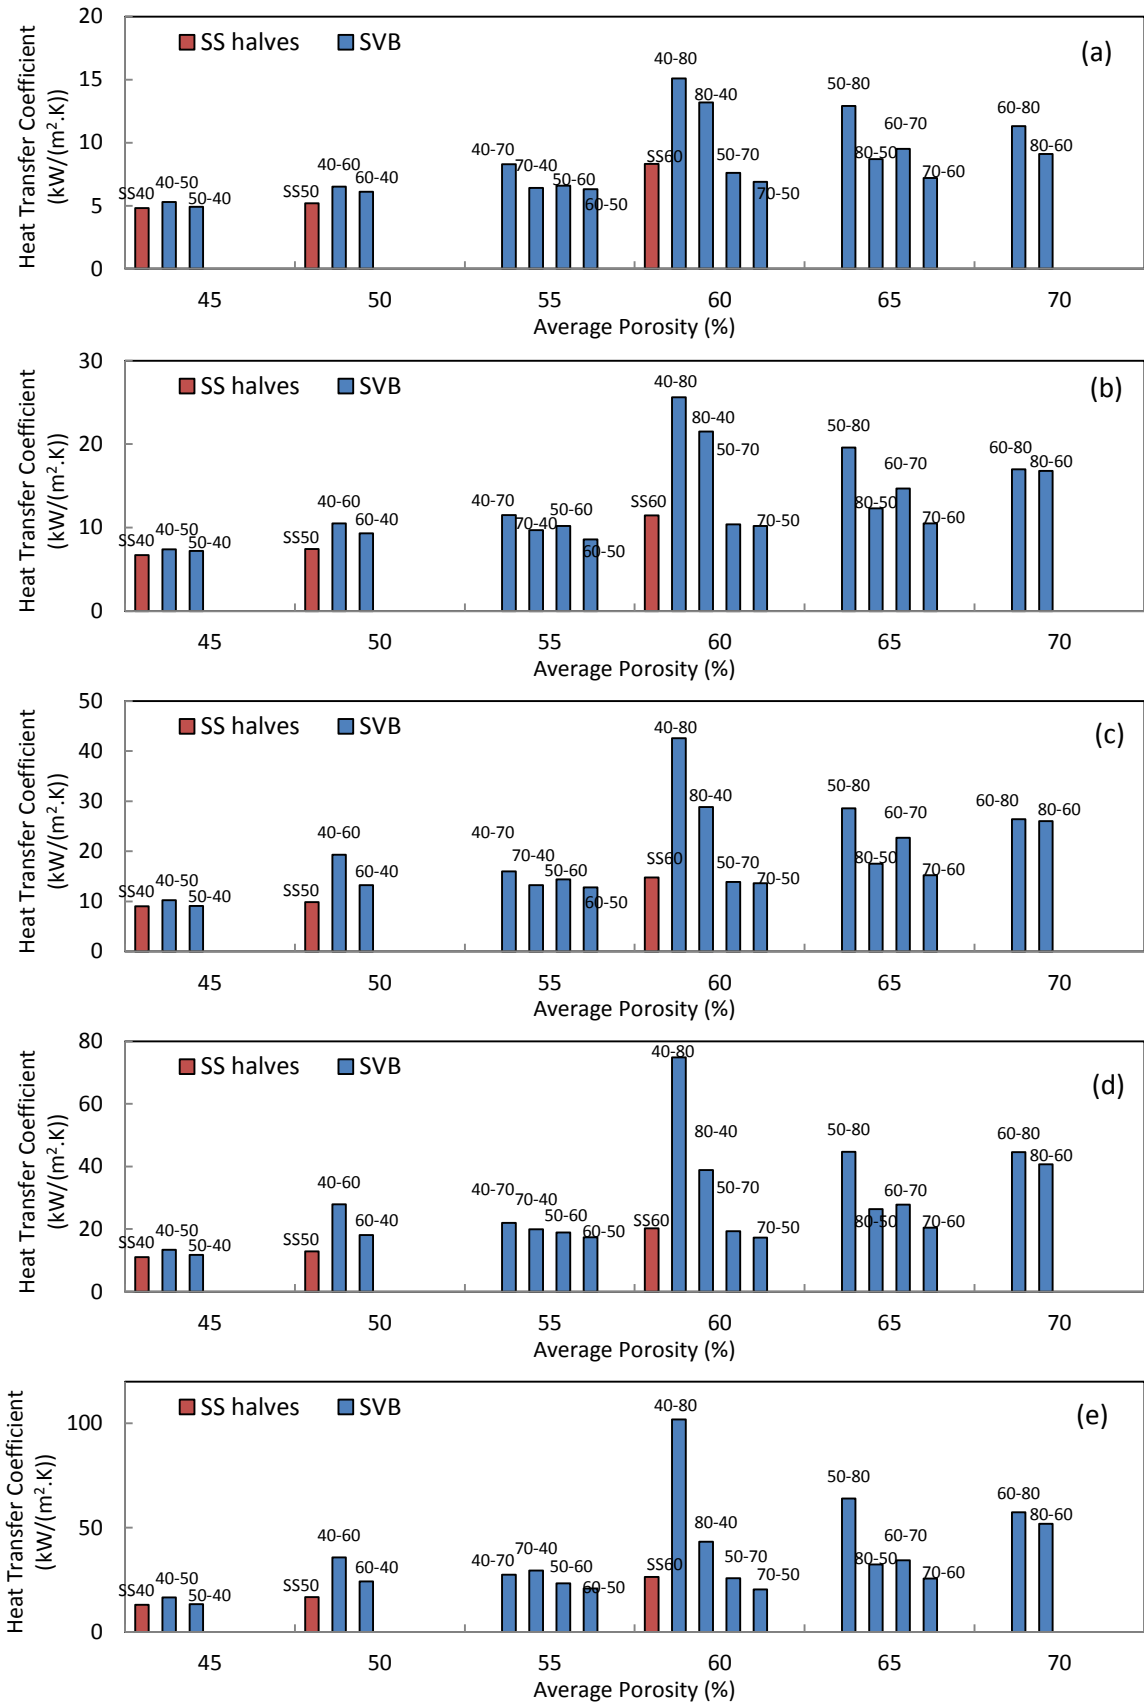 20
SS halves SVB
(a)
15
10
5
0
40-80
80-40
50-80
60-70
60-80
80-60
40-70
SS60
80-50
40-60
70-40
50-60
50-70
70-60
SS40
40-50
50-40
SS50
60-40
60-50
70-50
45 50 55 60 65 70
Average Porosity (%)
Heat Transfer Coefficient
(kW/(m².K))
30
SS halves SVB
(b)
20
10
0
40-80
80-40
50-80
50-70
60-70
60-80
80-60
40-60
40-70
SS60
80-50
SS40
40-50
50-40
SS50
60-40
70-40
50-60
60-50
70-50
70-60
45 50 55 60 65 70
Average Porosity (%)
Heat Transfer Coefficient
(kW/(m².K))
50
SS halves SVB
(c)
40
30
20
10
0
40-80
80-40
50-80
60-70
60-80
80-60
40-60
40-70
70-40
50-60
SS60
50-70
80-50
SS40
40-50
50-40
SS50
60-40
60-50
70-50
70-60
45 50 55 60 65 70
Average Porosity (%)
Heat Transfer Coefficient
(kW/(m².K))
80
SS halves SVB
(d)
60
40
20
0
40-80
80-40
50-80
60-80
80-60
40-60
40-70
70-40
50-70
60-70
SS40
40-50
50-40
SS50
60-40
50-60
60-50
SS60
70-50
80-50
70-60
45 50 55 60 65 70
Average Porosity (%)
Heat Transfer Coefficient
(kW/(m².K))
SS halves SVB
(e)
100
50
0
40-80
50-80
80-40
60-80
80-60
40-60
60-40
40-70
70-40
50-60
SS60
50-70
80-50
60-70
SS40
40-50
50-40
SS50
60-50
70-50
70-60
45 50 55 60 65 70
Average Porosity (%)
Heat Transfer Coefficient
(kW/(m².K))